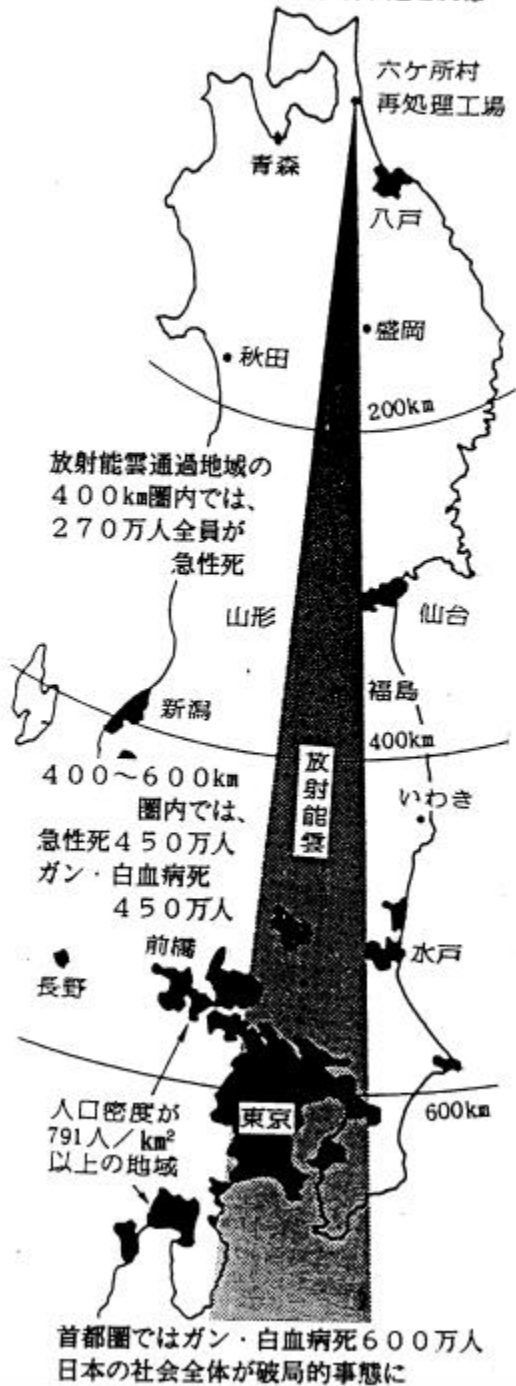 六ケ所村
再処理工場
青森
八戸
盛岡
秋田
200km
放射能雲通過地域の
400km圏内では、
270万人全員が
急性死
山形
仙台
福島
新潟
400km
放射能雲
400～600km
圏内では、
急性死450万人
ガン・白血病死
450万人
いわき
前橋
水戸
長野
人口密度が
791人／km²
以上の地域
東京
600km
首都圏ではガン・白血病死600万人
日本の社会全体が破局的事態に